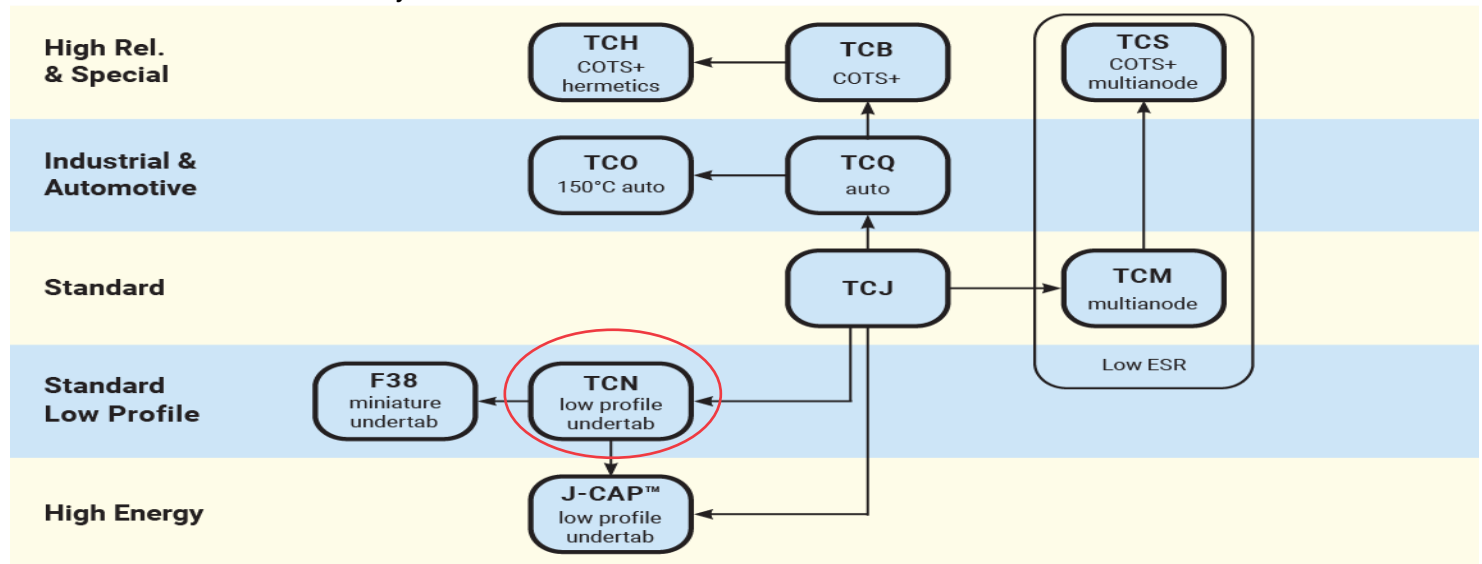 High Rel.
& Special
TCH
COTS+
hermetics
TCB
COTS+
TCS
COTS+
multianode
Industrial &
Automotive
TCO
150°C auto
TCQ
auto
Standard
TCJ
TCM
multianode
Low ESR
Standard
Low Profile
F38
miniature
undertab
TCN
low profile
undertab
High Energy
J-CAP™
low profile
undertab